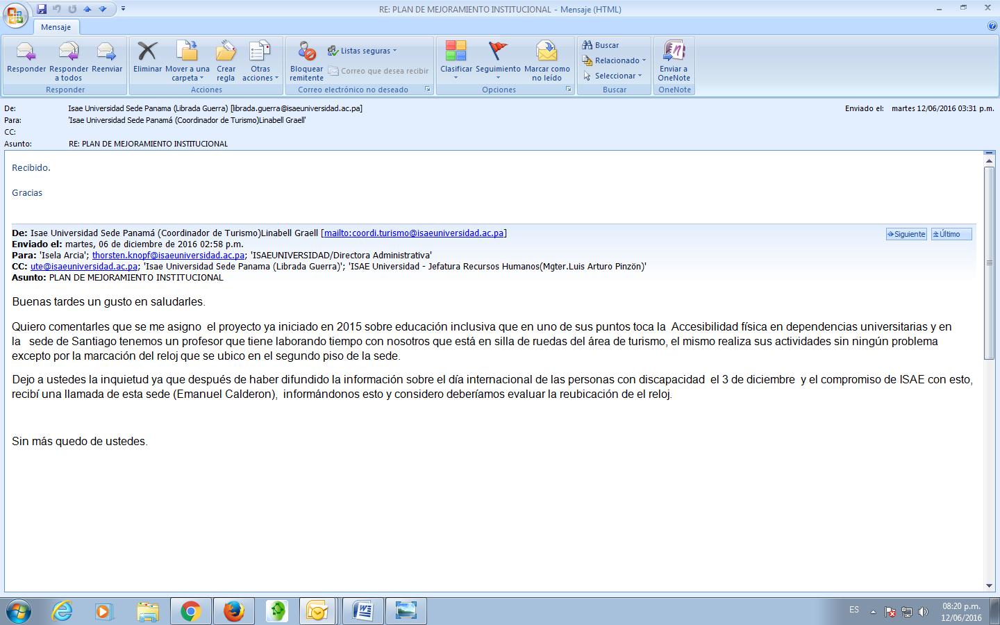 RE: PLAN DE MEJORAMIENTO INSTITUCIONAL - Mensaje (HTML)
Mensaje
Responder
Responder a todos
Reenviar
Responder
Eliminar
Mover a una carpeta
Crear regla
Otras acciones
Acciones
Bloquear remitente
Listas seguras
Correo que desea recibir
Correo electrónico no deseado
Clasificar
Seguimiento
Marcar como no leído
Opciones
Buscar
Relacionado
Seleccionar
Buscar
Enviar a OneNote
OneNote
De: Isae Universidad Sede Panama (Librada Guerra) [librada.guerra@isaeuniversidad.ac.pa]
Enviado el: martes 12/06/2016 03:31 p.m.
Para: 'Isae Universidad Sede Panamá (Coordinador de Turismo)Linabell Graell'
CC:
Asunto: RE: PLAN DE MEJORAMIENTO INSTITUCIONAL
Recibido.
Gracias
De: Isae Universidad Sede Panamá (Coordinador de Turismo)Linabell Graell [mailto:coordi.turismo@isaeuniversidad.ac.pa]
Siguiente
Último
Enviado el: martes, 06 de diciembre de 2016 02:58 p.m.
Para: 'Isela Arcia'; thorsten.knopf@isaeuniversidad.ac.pa; 'ISAEUNIVERSIDAD/Directora Administrativa'
CC: ute@isaeuniversidad.ac.pa; 'Isae Universidad Sede Panama (Librada Guerra)'; 'ISAE Universidad - Jefatura Recursos Humanos(Mgter.Luis Arturo Pinzön)'
Asunto: PLAN DE MEJORAMIENTO INSTITUCIONAL
Buenas tardes un gusto en saludarles.
Quiero comentarles que se me asigno  el proyecto ya iniciado en 2015 sobre educación inclusiva que en uno de sus puntos toca la  Accesibilidad física en dependencias universitarias y en
la   sede de Santiago tenemos un profesor que tiene laborando tiempo con nosotros que está en silla de ruedas del área de turismo, el mismo realiza sus actividades sin ningún problema
excepto por la marcación del reloj que se ubico en el segundo piso de la sede.
Dejo a ustedes la inquietud ya que después de haber difundido la información sobre el día internacional de las personas con discapacidad  el 3 de diciembre  y el compromiso de ISAE con esto,
recibí una llamada de esta sede (Emanuel Calderon),  informándonos esto y considero deberíamos evaluar la reubicación de el reloj.
Sin más quedo de ustedes.
ES
08:20 p.m.
12/06/2016